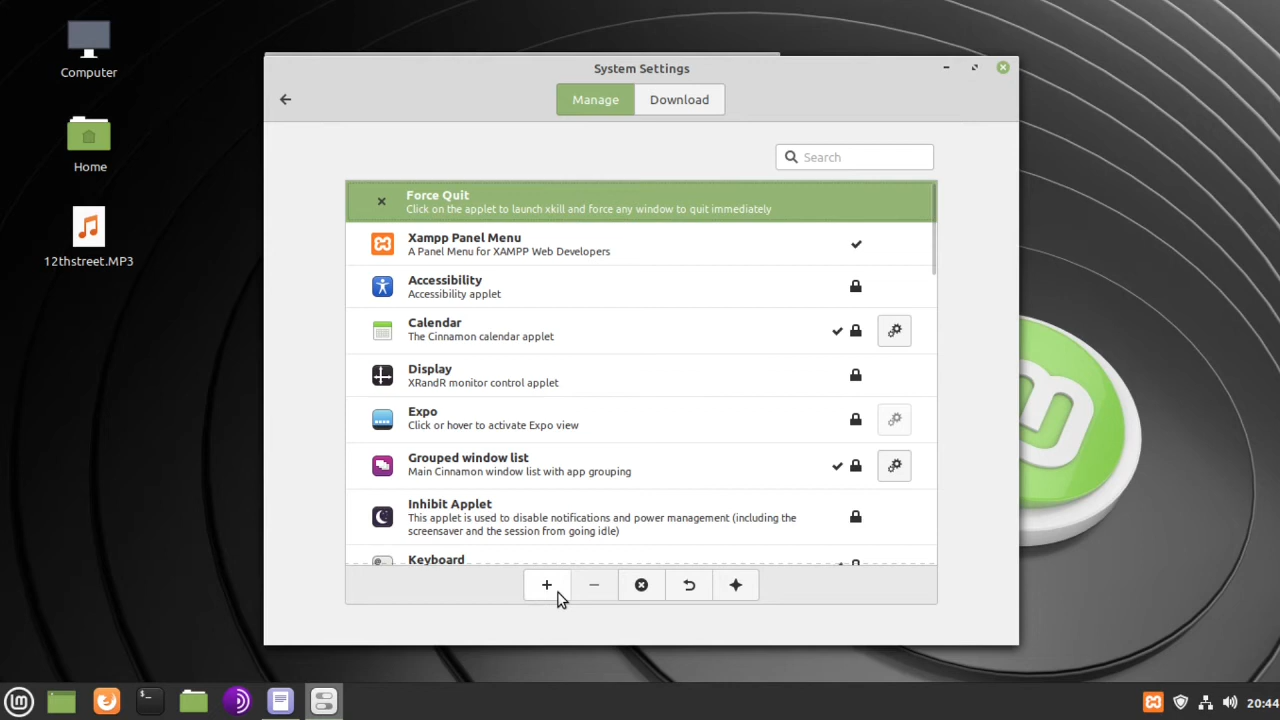 Computer
Home
12thstreet.MP3
System Settings
Manage
Download
Search
Force Quit
Click on the applet to launch xkill and force any window to quit immediately
Xampp Panel Menu
A Panel Menu for XAMPP Web Developers
Accessibility
Accessibility applet
Calendar
The Cinnamon calendar applet
Display
XRandR monitor control applet
Expo
Click or hover to activate Expo view
Grouped window list
Main Cinnamon window list with app grouping
Inhibit Applet
This applet is used to disable notifications and power management (including the
screensaver and the session from going idle)
Keyboard
20:44